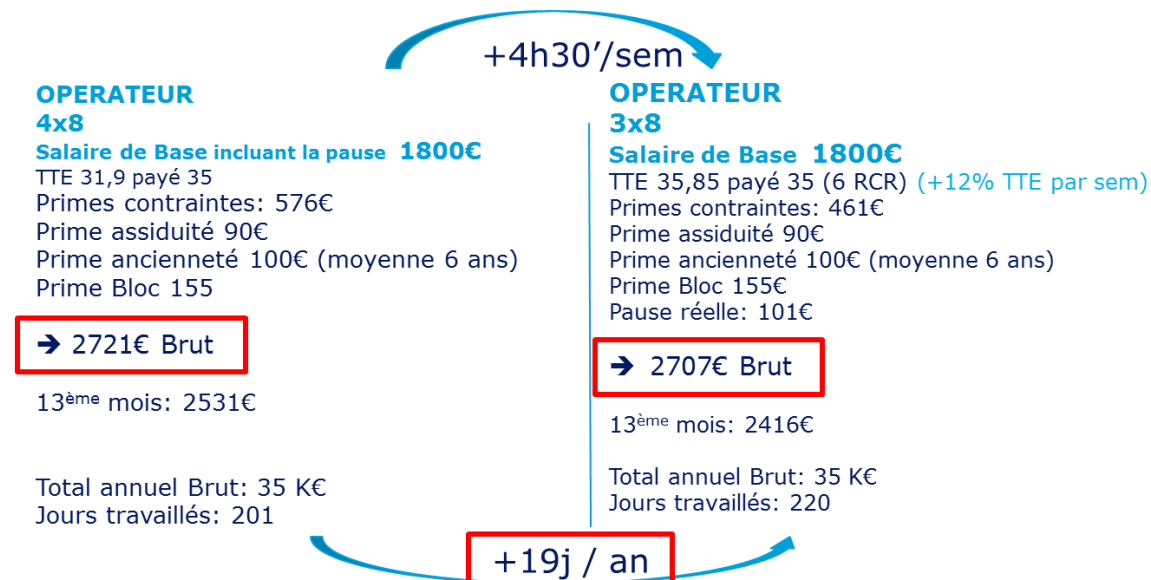 +4h30’/sem
OPERATEUR
4x8
Salaire de Base incluant la pause 1800€
TTE 31,9 payé 35
Primes contraintes: 576€
Prime assiduité 90€
Prime ancienneté 100€ (moyenne 6 ans)
Prime Bloc 155
➔ 2721€ Brut
13ème mois: 2531€
Total annuel Brut: 35 K€
Jours travaillés: 201
OPERATEUR
3x8
Salaire de Base 1800€
TTE 35,85 payé 35 (6 RCR) (+12% TTE par sem)
Primes contraintes: 461€
Prime assiduité 90€
Prime ancienneté 100€ (moyenne 6 ans)
Prime Bloc 155€
Pause réelle: 101€
➔ 2707€ Brut
13ème mois: 2416€
Total annuel Brut: 35 K€
Jours travaillés: 220
+19j / an